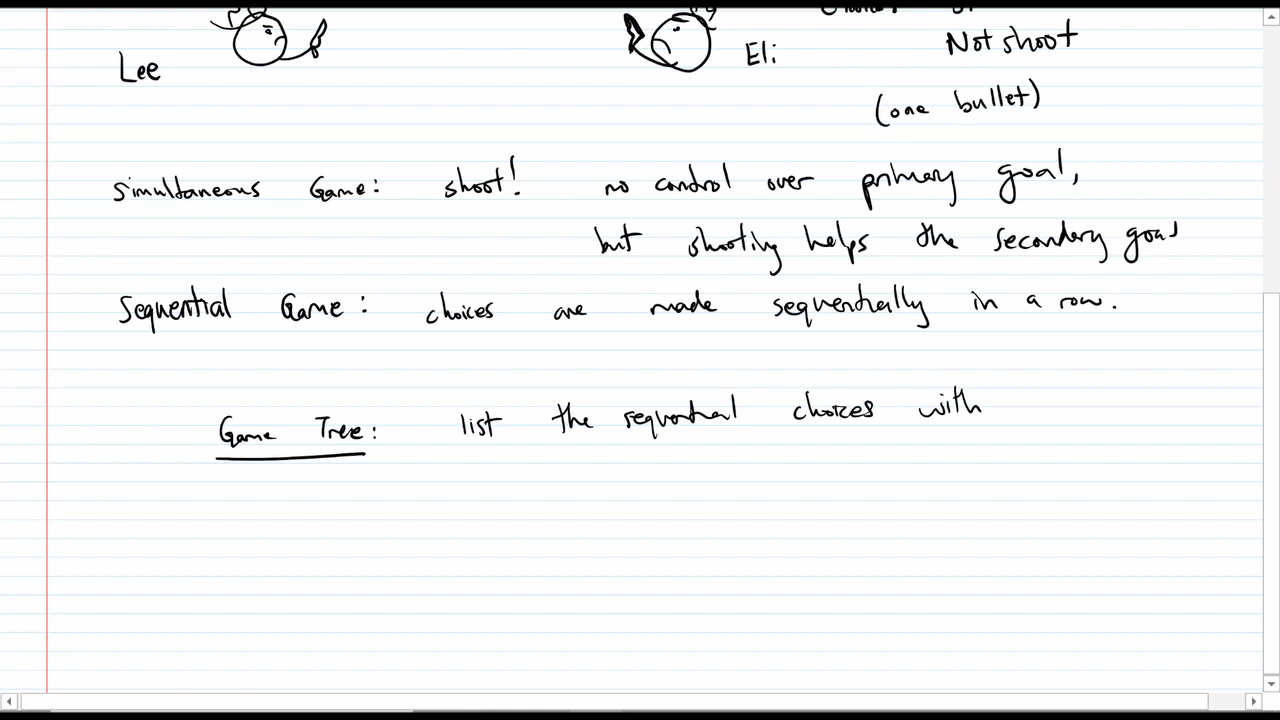 Not shoot
Lee
Eli
(one bullet)
Simultaneous Game: shoot! no control over primary goal,
but shooting helps the secondary goal
Sequential Game: choices are made sequentially in a row.
Game Tree: list the sequential choices with